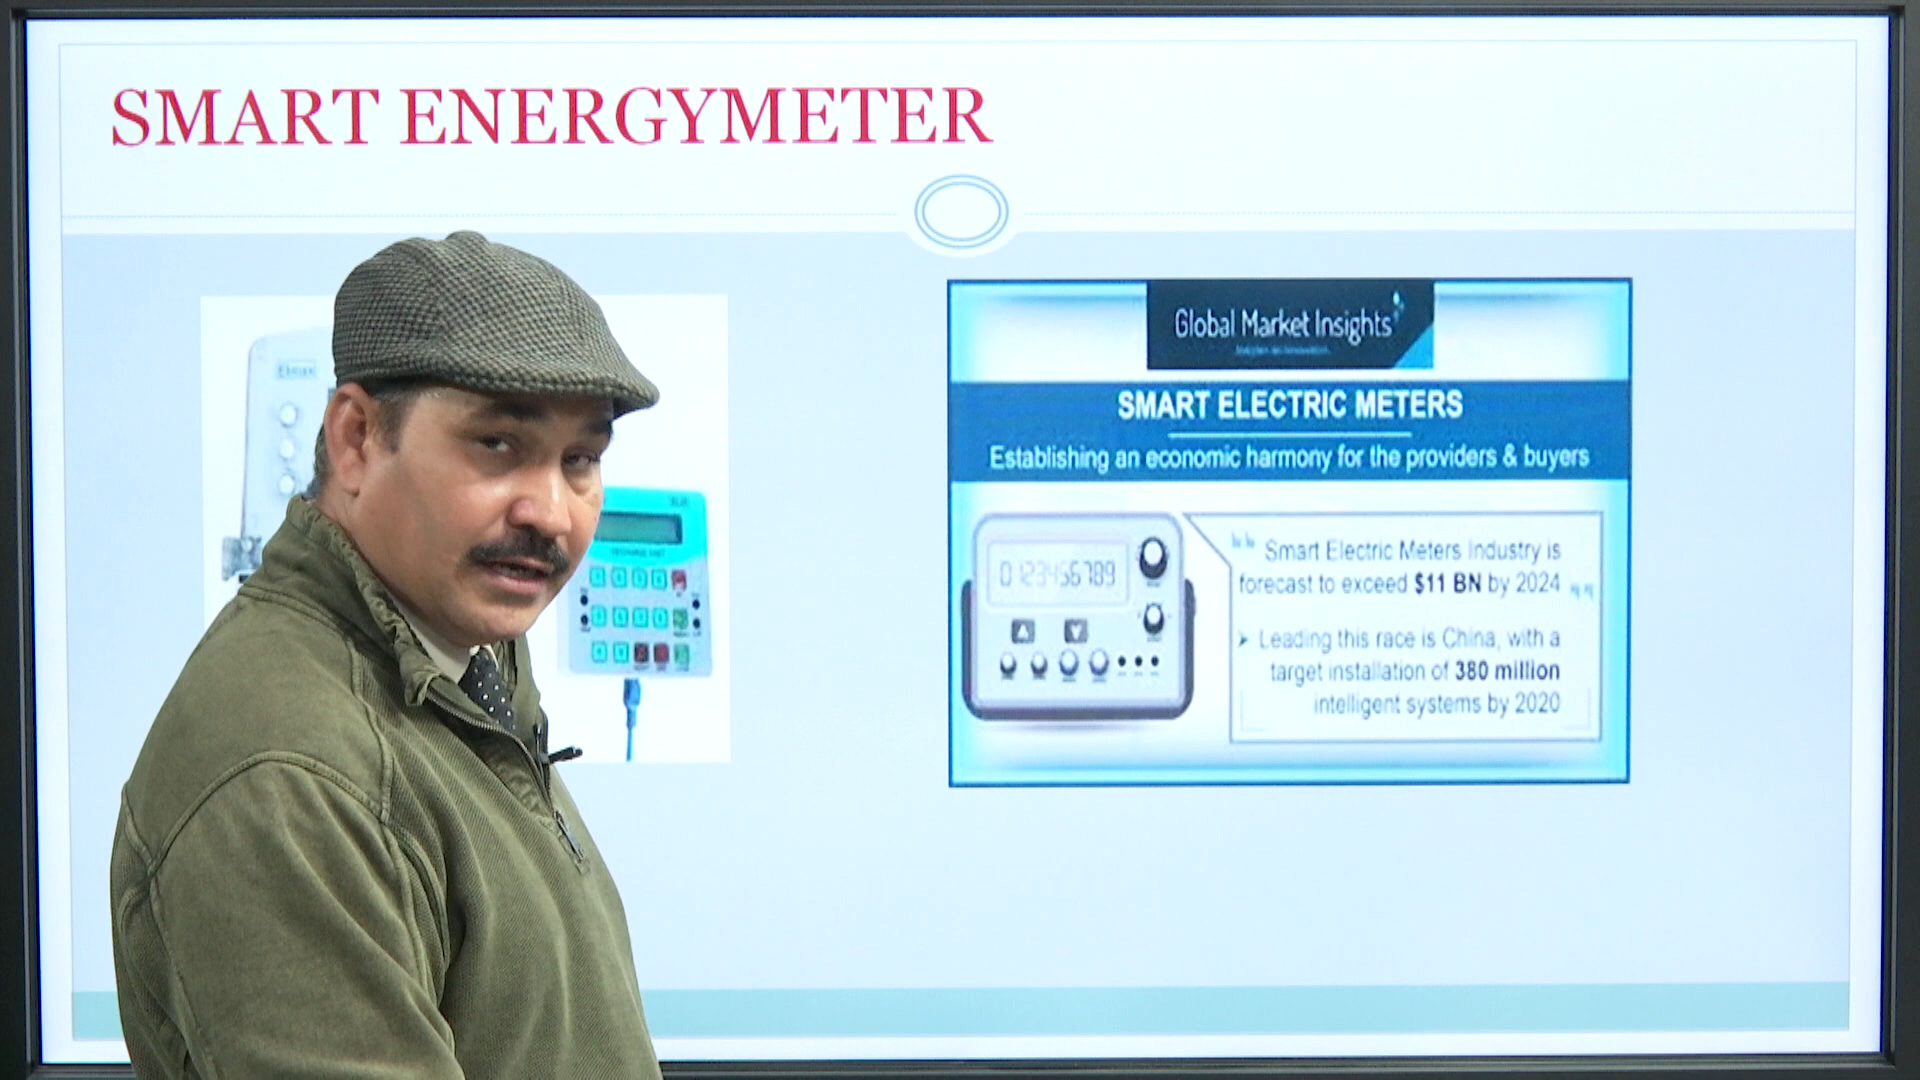 SMART ENERGYMETER
Global Market Insights
SMART ELECTRIC METERS
Establishing an economic harmony for the providers & buyers
0123456789
Smart Electric Meters Industry is
forecast to exceed $11 BN by 2024
➤ Leading this race is China, with a
target installation of 380 million
intelligent systems by 2020